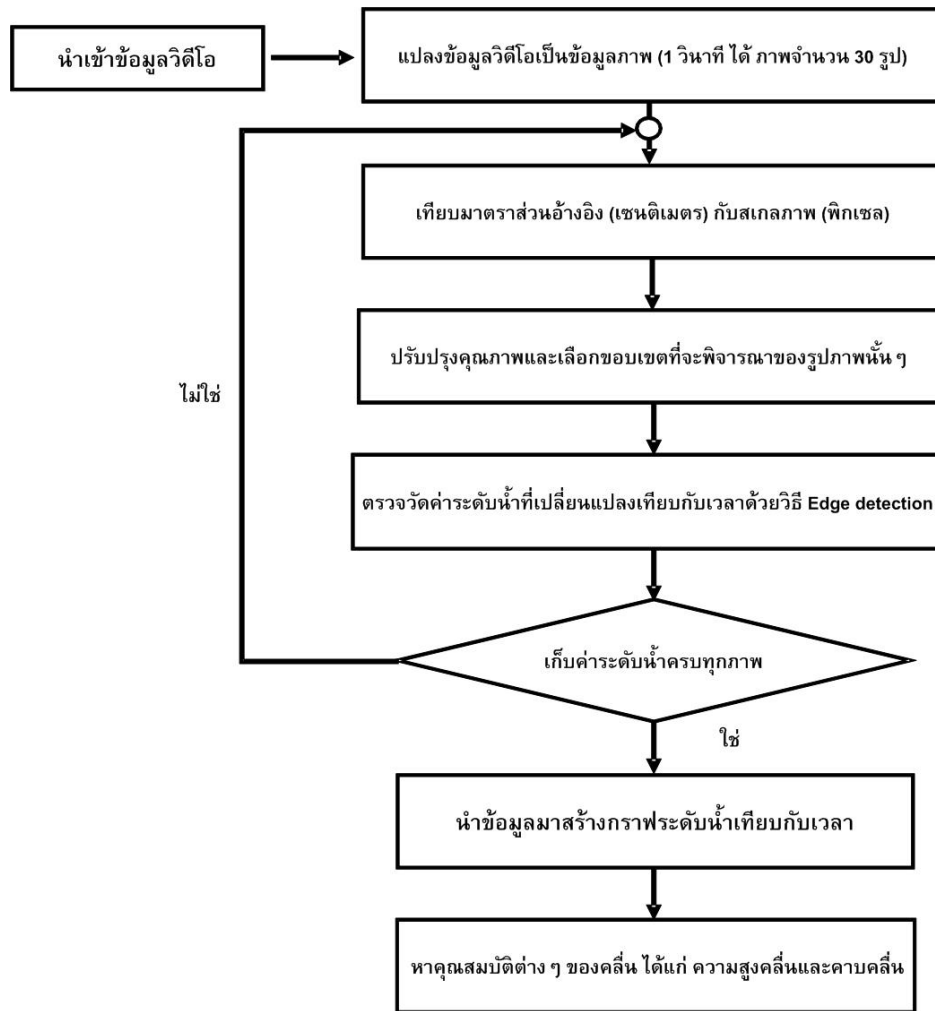 นำเข้าข้อมูลวิดีโอ
แปลงข้อมูลวิดีโอเป็นข้อมูลภาพ (1 วินาที ได้ ภาพจำนวน 30 รูป)
เทียบมาตราส่วนอ้างอิง (เซนติเมตร) กับสเกลภาพ (พิกเซล)
ปรับปรุงคุณภาพและเลือกขอบเขตที่จะพิจารณาของรูปภาพนั้น ๆ
ไม่ใช่
ตรวจวัดค่าระดับน้ำที่เปลี่ยนแปลงเทียบกับเวลาด้วยวิธี Edge detection
เก็บค่าระดับน้ำครบทุกภาพ
ใช่
นำข้อมูลมาสร้างกราฟระดับน้ำเทียบกับเวลา
หาคุณสมบัติต่าง ๆ ของคลื่น ได้แก่ ความสูงคลื่นและคาบคลื่น